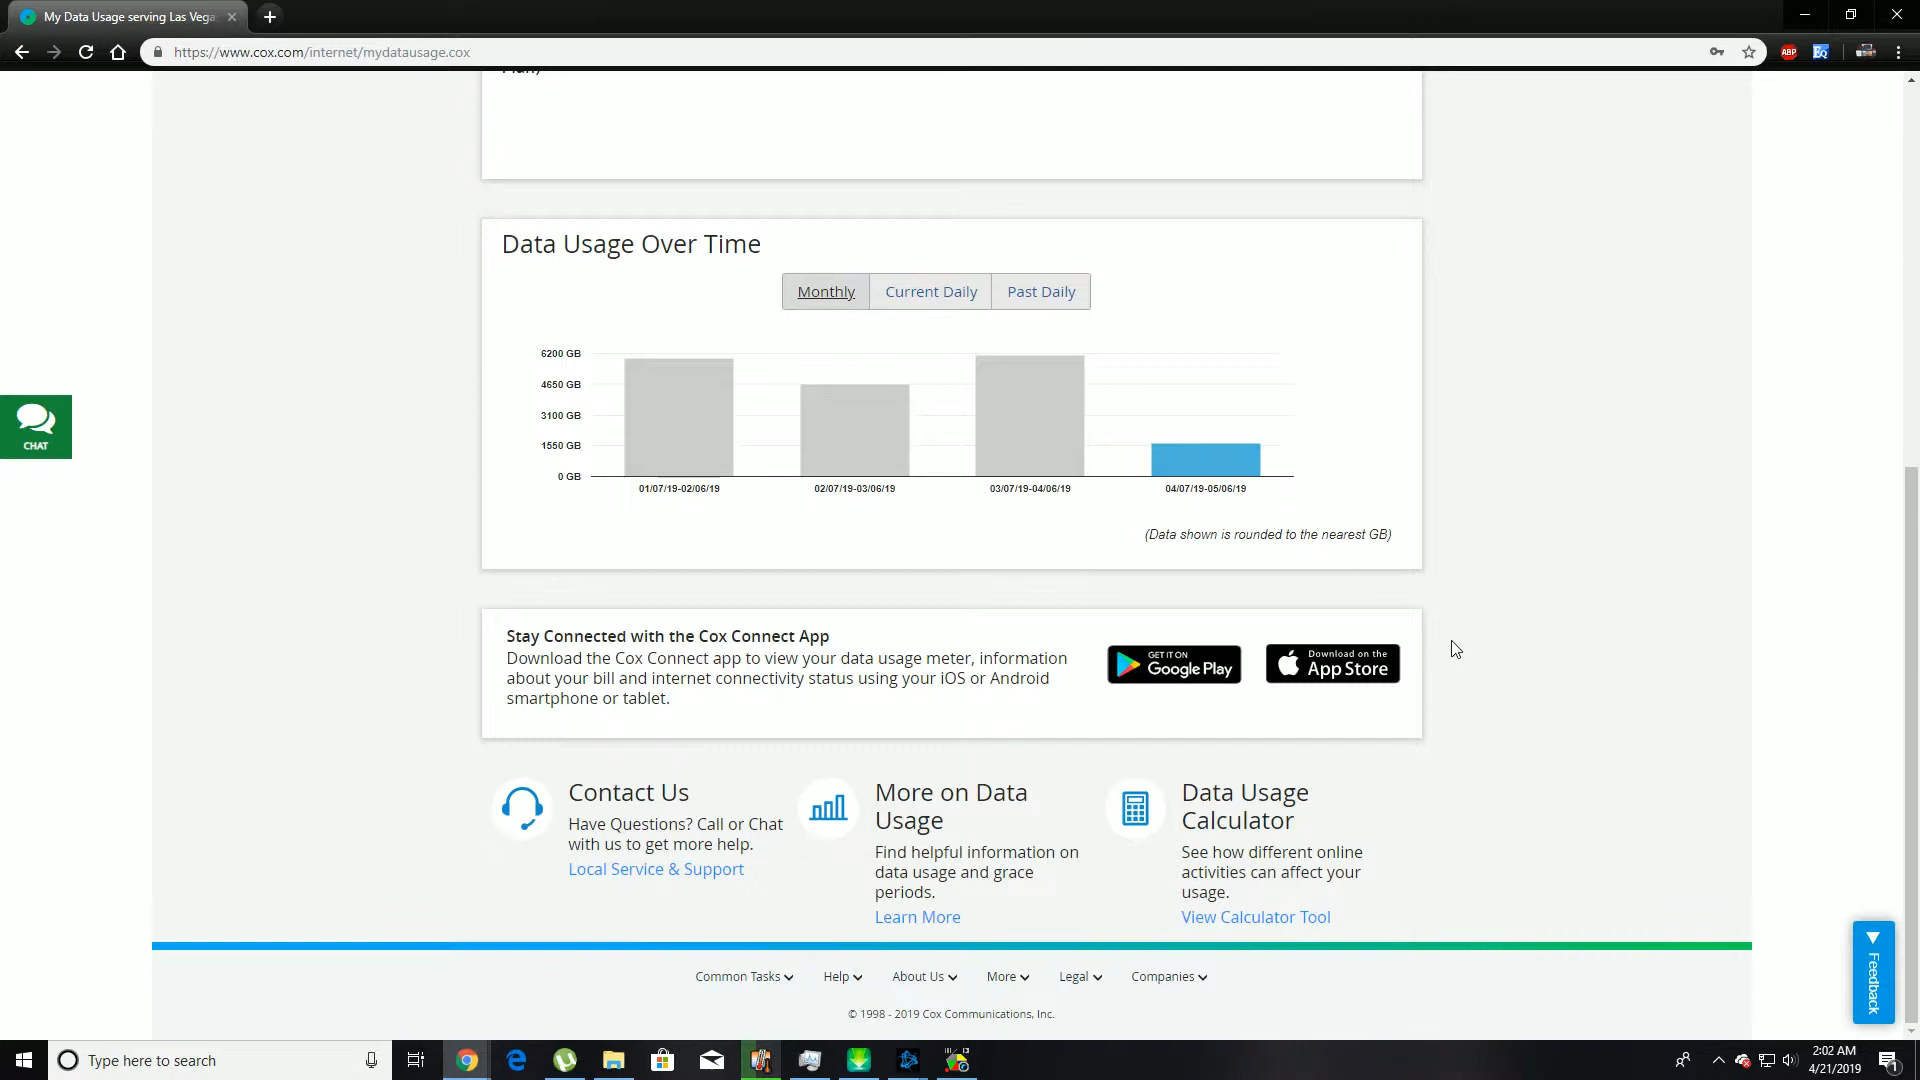 My Data Usage serving Las Vega
https://www.cox.com/internet/mydatausage.cox
ABP
EQ
Data Usage Over Time
Monthly
Current Daily
Past Daily
6200 GB
4650 GB
3100 GB
1550 GB
0 GB
01/07/19-02/06/19
02/07/19-03/06/19
03/07/19-04/06/19
04/07/19-05/06/19
(Data shown is rounded to the nearest GB)
CHAT
Stay Connected with the Cox Connect App
Download the Cox Connect app to view your data usage meter, information
about your bill and internet connectivity status using your iOS or Android
smartphone or tablet.
GET IT ON
Google Play
Download on the
App Store
Contact Us
Have Questions? Call or Chat
with us to get more help.
Local Service & Support
More on Data
Usage
Find helpful information on
data usage and grace
periods.
Learn More
Data Usage
Calculator
See how different online
activities can affect your
usage.
View Calculator Tool
Feedback
Common Tasks
Help
About Us
More
Legal
Companies
© 1998 - 2019 Cox Communications, Inc.
Type here to search
2:02 AM
4/21/2019
1